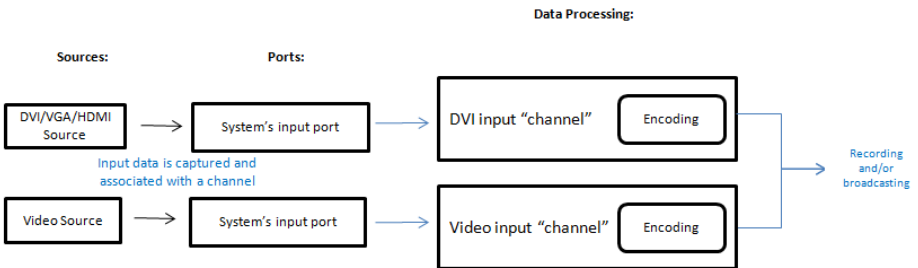 Data Processing:
Sources:
Ports:
DVI/VGA/HDMI
Source
System’s input port
DVI input “channel”
Encoding
Input data is captured and
associated with a channel
Recording
and/or
broadcasting
Video Source
System’s input port
Video input “channel”
Encoding